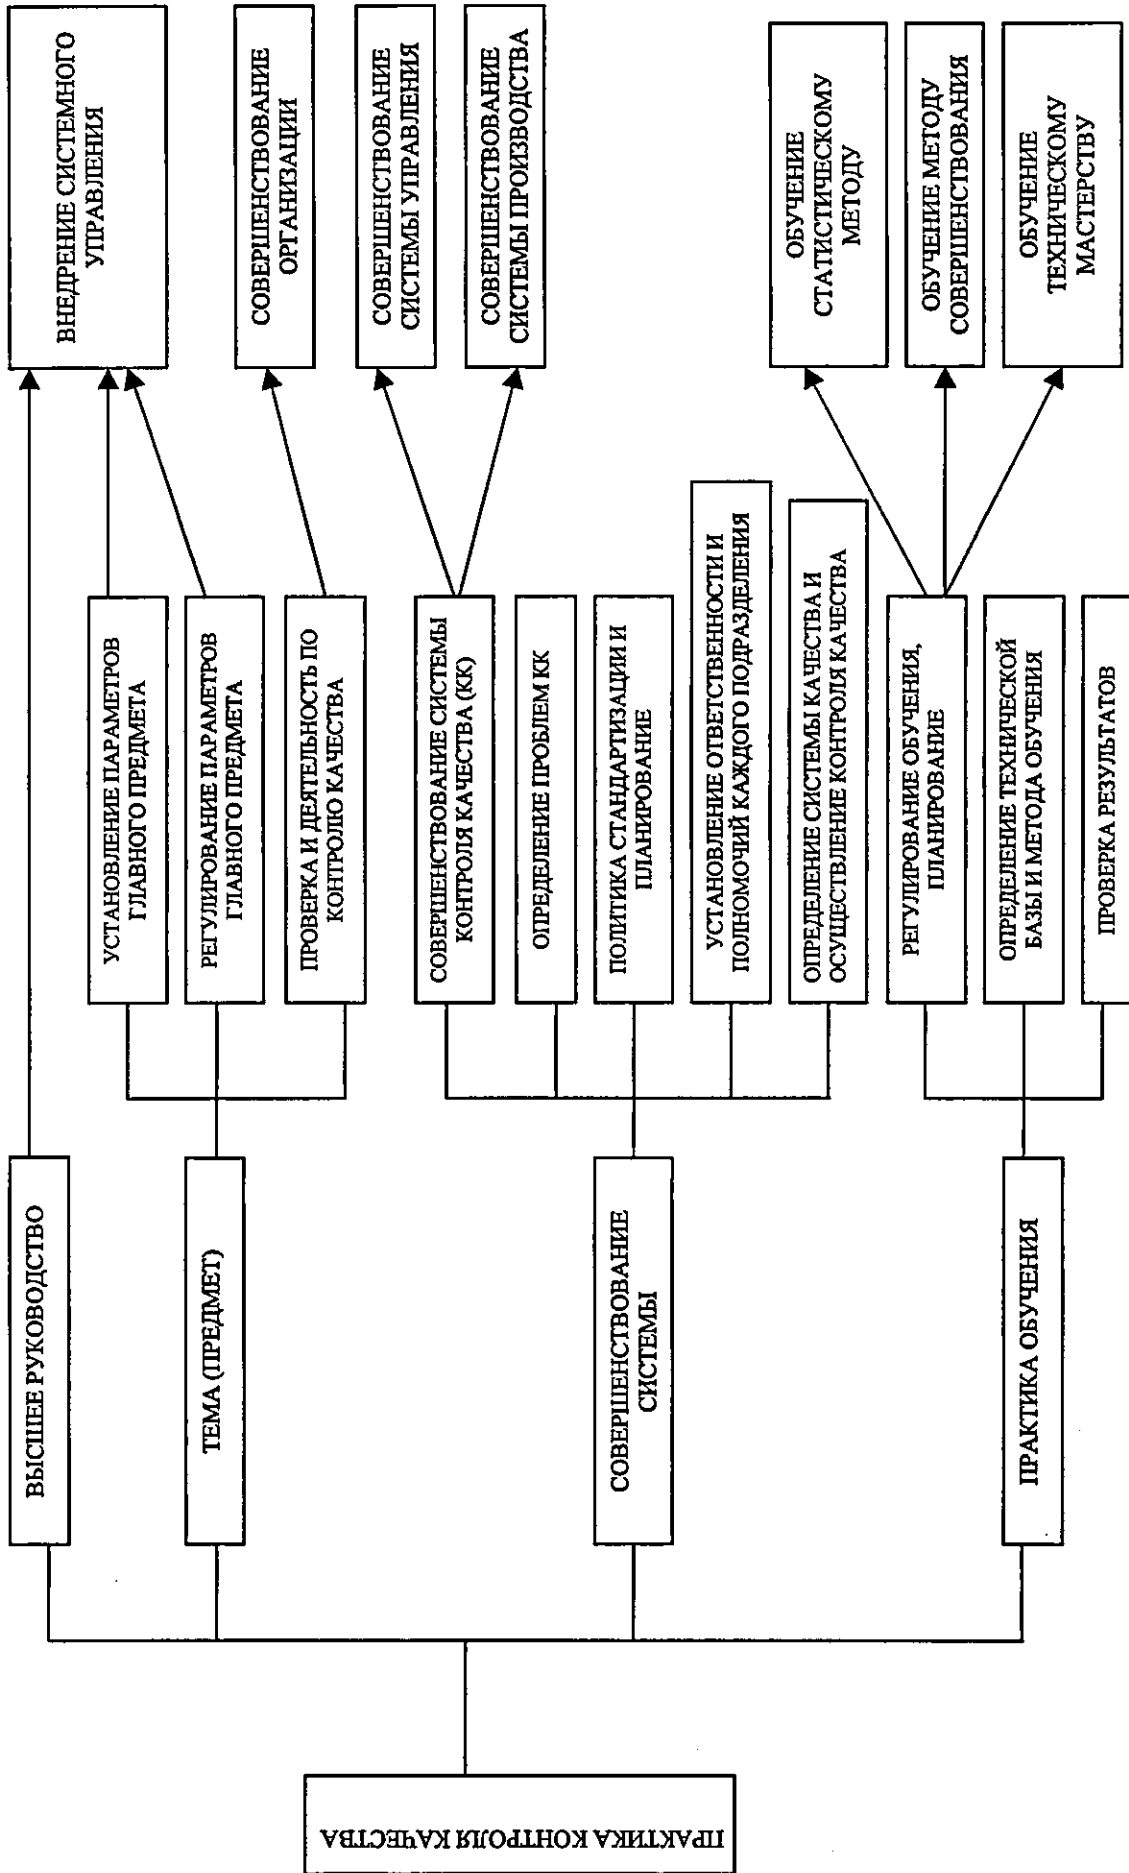 ПРАКТИКА КОНТРОЛЯ КАЧЕСТВА
ВЫСШЕЕ РУКОВОДСТВО
ТЕМА (ПРЕДМЕТ)
СОВЕРШЕНСТВОВАНИЕ
СИСТЕМЫ
ПРАКТИКА ОБУЧЕНИЯ
УСТАНОВЛЕНИЕ ПАРАМЕТРОВ
ГЛАВНОГО ПРЕДМЕТА
РЕГУЛИРОВАНИЕ ПАРАМЕТРОВ
ГЛАВНОГО ПРЕДМЕТА
ПРОВЕРКА И ДЕЯТЕЛЬНОСТЬ ПО
КОНТРОЛЮ КАЧЕСТВА
СОВЕРШЕНСТВОВАНИЕ СИСТЕМЫ
КОНТРОЛЯ КАЧЕСТВА (КК)
ОПРЕДЕЛЕНИЕ ПРОБЛЕМ КК
ПОЛИТИКА СТАНДАРТИЗАЦИИ И
ПЛАНИРОВАНИЕ
УСТАНОВЛЕНИЕ ОТВЕТСТВЕННОСТИ И
ПОЛНОМОЧИЙ КАЖДОГО ПОДРАЗДЕЛЕНИЯ
ОПРЕДЕЛЕНИЕ СИСТЕМЫ КАЧЕСТВА И
ОСУЩЕСТВЛЕНИЕ КОНТРОЛЯ КАЧЕСТВА
РЕГУЛИРОВАНИЕ ОБУЧЕНИЯ,
ПЛАНИРОВАНИЕ
ОПРЕДЕЛЕНИЕ ТЕХНИЧЕСКОЙ
БАЗЫ И МЕТОДА ОБУЧЕНИЯ
ПРОВЕРКА РЕЗУЛЬТАТОВ
ВНЕДРЕНИЕ СИСТЕМНОГО
УПРАВЛЕНИЯ
СОВЕРШЕНСТВОВАНИЕ
ОРГАНИЗАЦИИ
СОВЕРШЕНСТВОВАНИЕ
СИСТЕМЫ УПРАВЛЕНИЯ
СОВЕРШЕНСТВОВАНИЕ
СИСТЕМЫ ПРОИЗВОДСТВА
ОБУЧЕНИЕ
СТАТИСТИЧЕСКОМУ
МЕТОДУ
ОБУЧЕНИЕ МЕТОДУ
СОВЕРШЕНСТВОВАНИЯ
ОБУЧЕНИЕ
ТЕХНИЧЕСКОМУ
МАСТЕРСТВУ